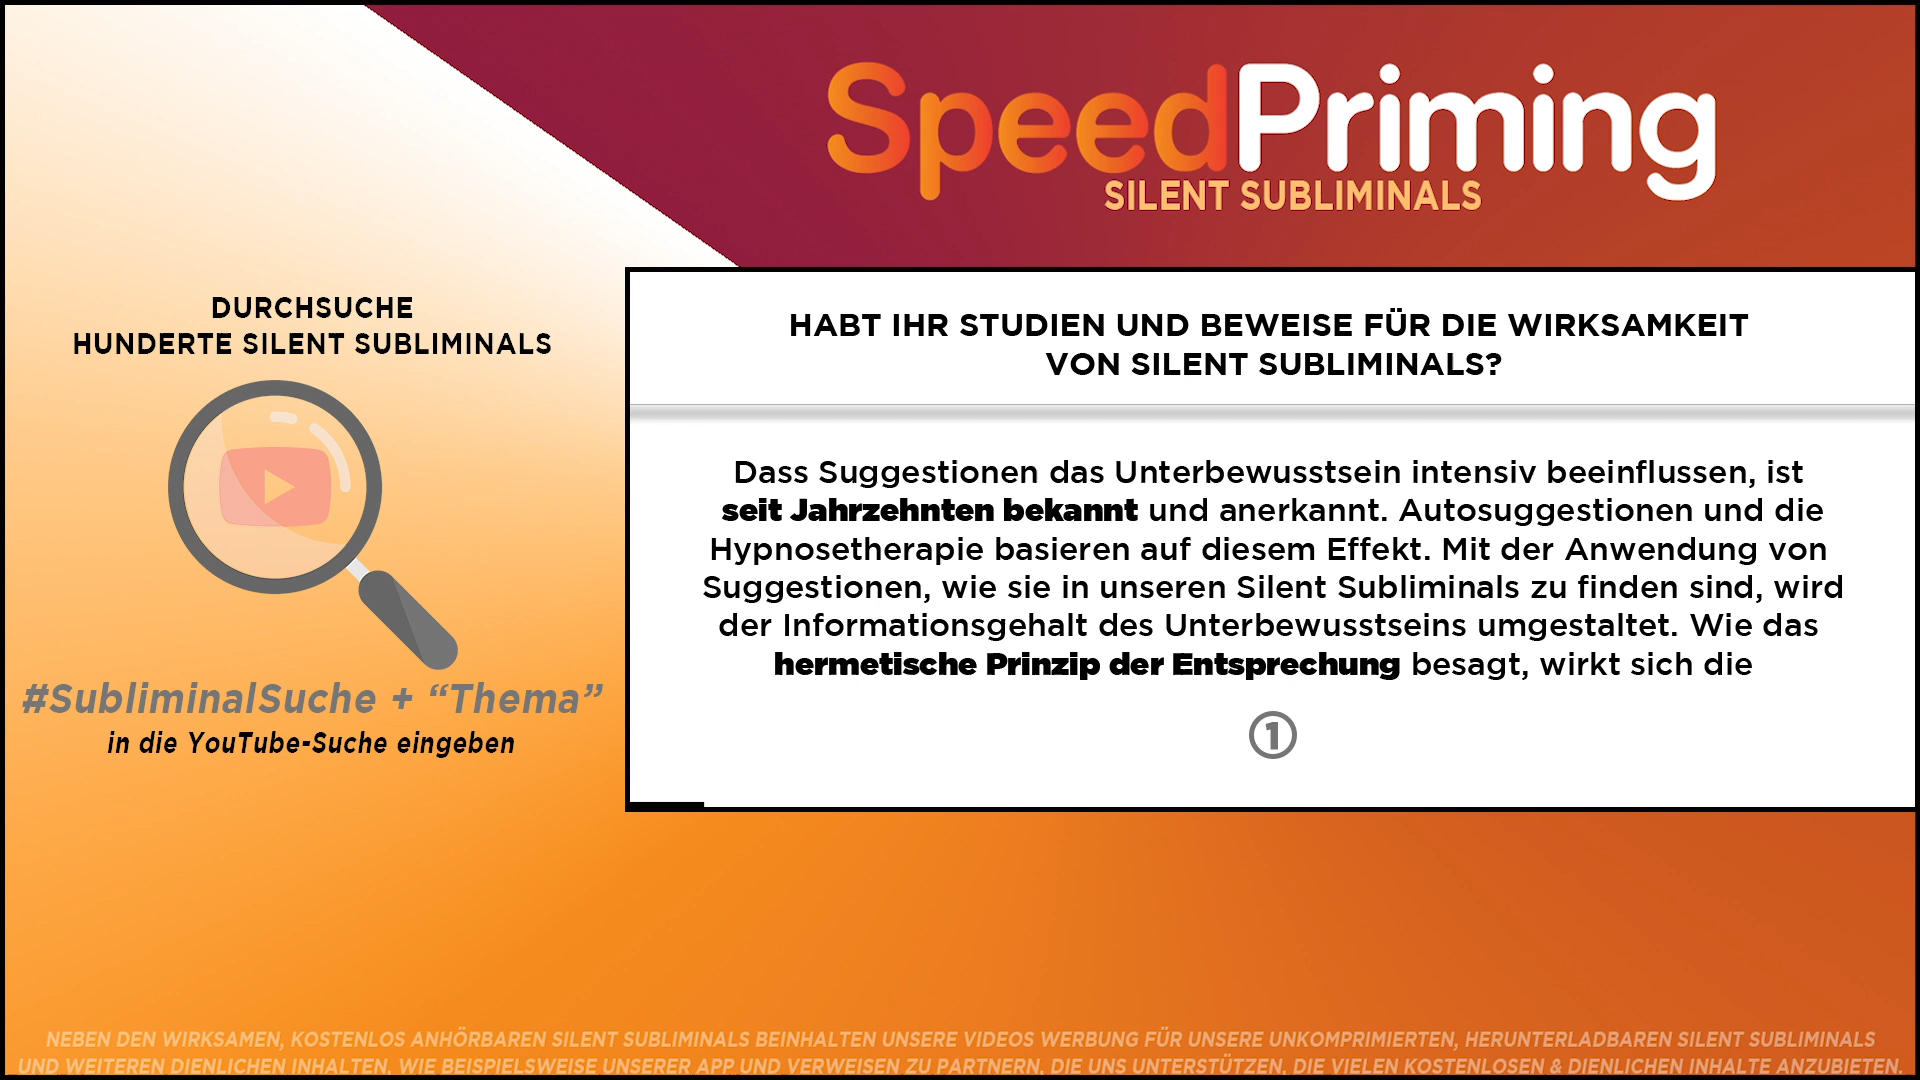 SpeedPriming
SILENT SUBLIMINALS
DURCHSUCHE
HUNDERTE SILENT SUBLIMINALS
#SubliminalSuche + “Thema”
in die YouTube-Suche eingeben
HABT IHR STUDIEN UND BEWEISE FÜR DIE WIRKSAMKEIT
VON SILENT SUBLIMINALS?
Dass Suggestionen das Unterbewusstsein intensiv beeinflussen, ist
seit Jahrzehnten bekannt und anerkannt. Autosuggestionen und die
Hypnosetherapie basieren auf diesem Effekt. Mit der Anwendung von
Suggestionen, wie sie in unseren Silent Subliminals zu finden sind, wird
der Informationsgehalt des Unterbewusstseins umgestaltet. Wie das
hermetische Prinzip der Entsprechung besagt, wirkt sich die
1
NEBEN DEN WIRKSAMEN, KOSTENLOS ANHÖRBAREN SILENT SUBLIMINALS BEINHALTEN UNSERE VIDEOS WERBUNG FÜR UNSERE UNKOMPRIMIERTEN, HERUNTERLADBAREN SILENT SUBLIMINALS
UND WEITEREN DIENLICHEN INHALTEN, WIE BEISPIELSWEISE UNSERER APP UND VERWEISEN ZU PARTNERN, DIE UNS UNTERSTÜTZEN, DIE VIELEN KOSTENLOSEN & DIENLICHEN INHALTE ANZUBIETEN.